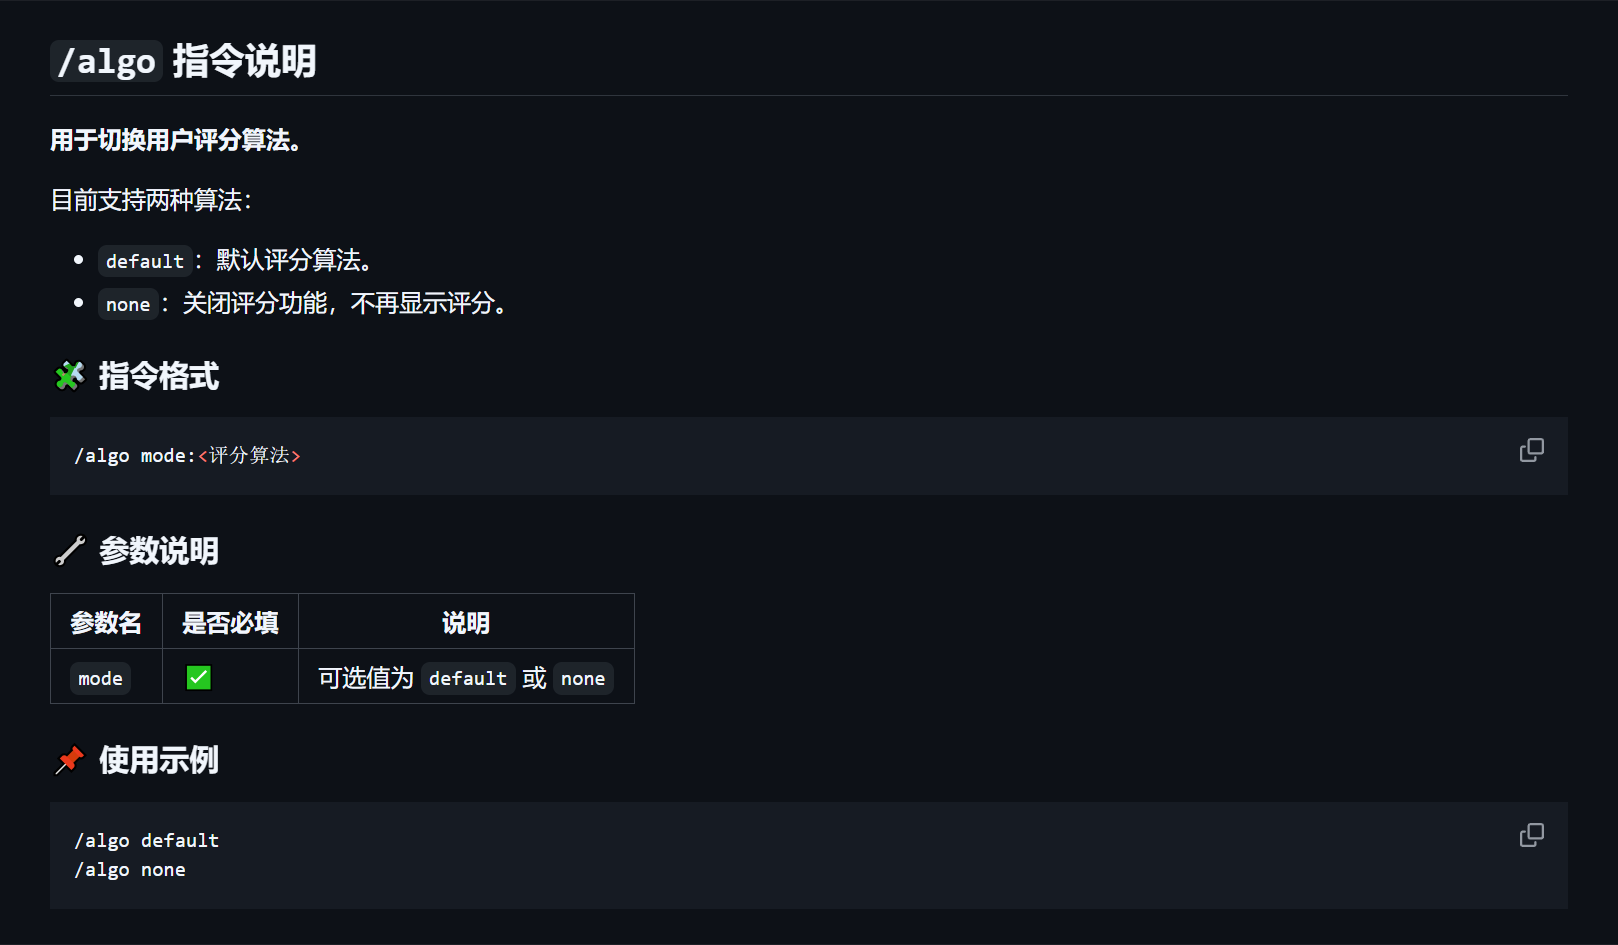 /algo 指令说明
用于切换用户评分算法。
目前支持两种算法：
default：默认评分算法。
none：关闭评分功能，不再显示评分。
指令格式
/algo mode:<评分算法>
参数说明
参数名 是否必填 说明
mode ✅ 可选值为 default 或 none
使用示例
/algo default
/algo none